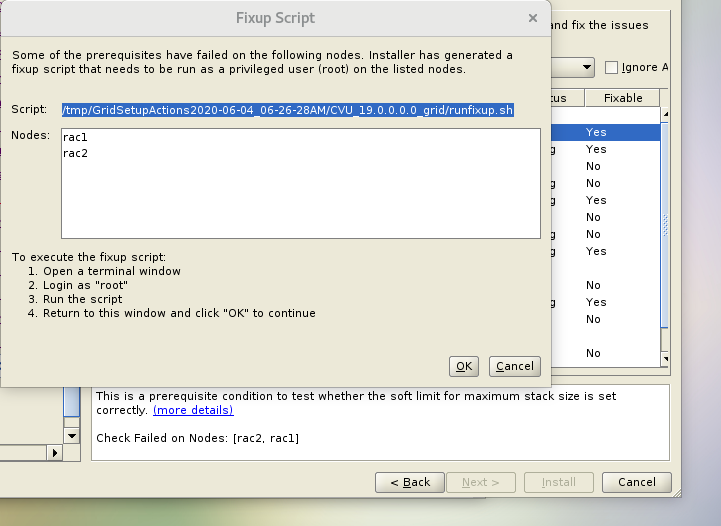 Fixup Script
Some of the prerequisites have failed on the following nodes. Installer has generated a
fixup script that needs to be run as a privileged user (root) on the listed nodes.
Script: /tmp/GridSetupActions2020-06-04_06-26-28AM/CVU_19.0.0.0.0_grid/runfixup.sh
Nodes: rac1
rac2
To execute the fixup script:
1. Open a terminal window
2. Login as "root"
3. Run the script
4. Return to this window and click "OK" to continue
OK Cancel
and fix the issues
Ignore A
tus Fixable
Yes
g Yes
No
g No
g Yes
No
g No
g Yes
No
g Yes
No
No
This is a prerequisite condition to test whether the soft limit for maximum stack size is set
correctly. (more details)
Check Failed on Nodes: [rac2, rac1]
< Back Next > Install Cancel